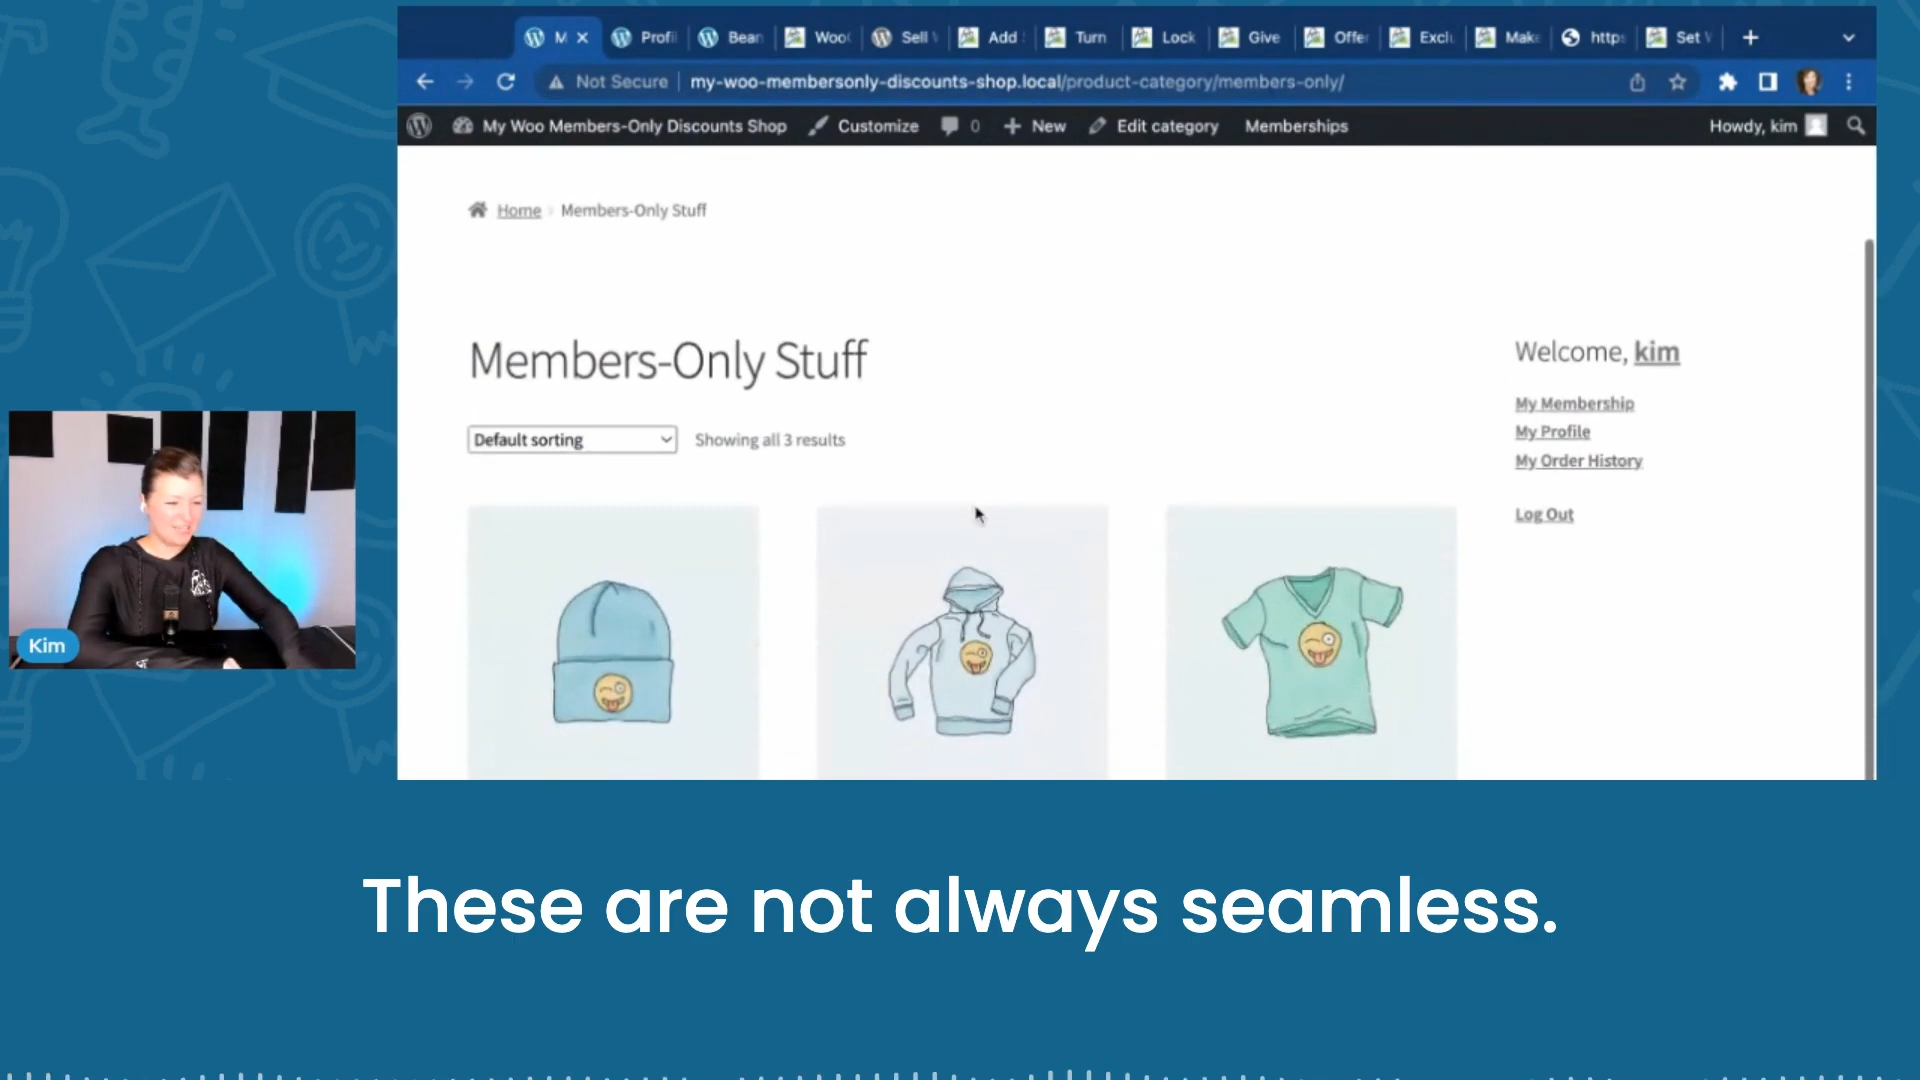 M
Profil
Bean
Woo
Sell
Add
Turn
Lock
Give
Offer
Excl
Make
http
Set
Not Secure
my-woo-membersonly-discounts-shop.local/product-category/members-only/
My Woo Members-Only Discounts Shop
Customize
0
New
Edit category
Memberships
Howdy, kim
Home
Members-Only Stuff
Members-Only Stuff
Welcome, kim
Default sorting
Showing all 3 results
My Membership
My Profile
My Order History
Log Out
Kim
These are not always seamless.